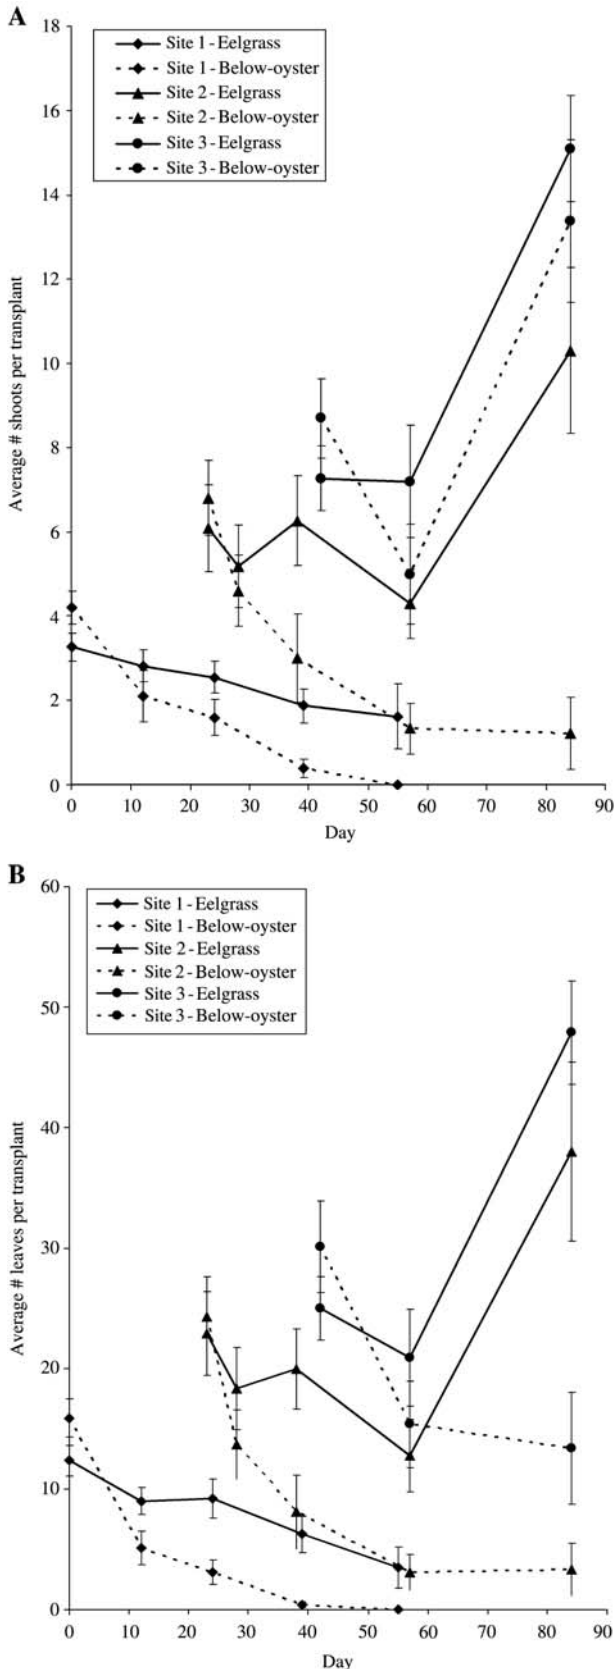 A
18
16
14
12
10
8
6
4
2
0
Average # shoots per transplant
Site 1 - Eelgrass
Site 1 - Below-oyster
Site 2 - Eelgrass
Site 2 - Below-oyster
Site 3 - Eelgrass
Site 3 - Below-oyster
0 10 20 30 40 50 60 70 80 90
Day
B
60
50
40
30
20
10
0
Average # leaves per transplant
Site 1 - Eelgrass
Site 1 - Below-oyster
Site 2 - Eelgrass
Site 2 - Below-oyster
Site 3 - Eelgrass
Site 3 - Below-oyster
0 10 20 30 40 50 60 70 80 90
Day